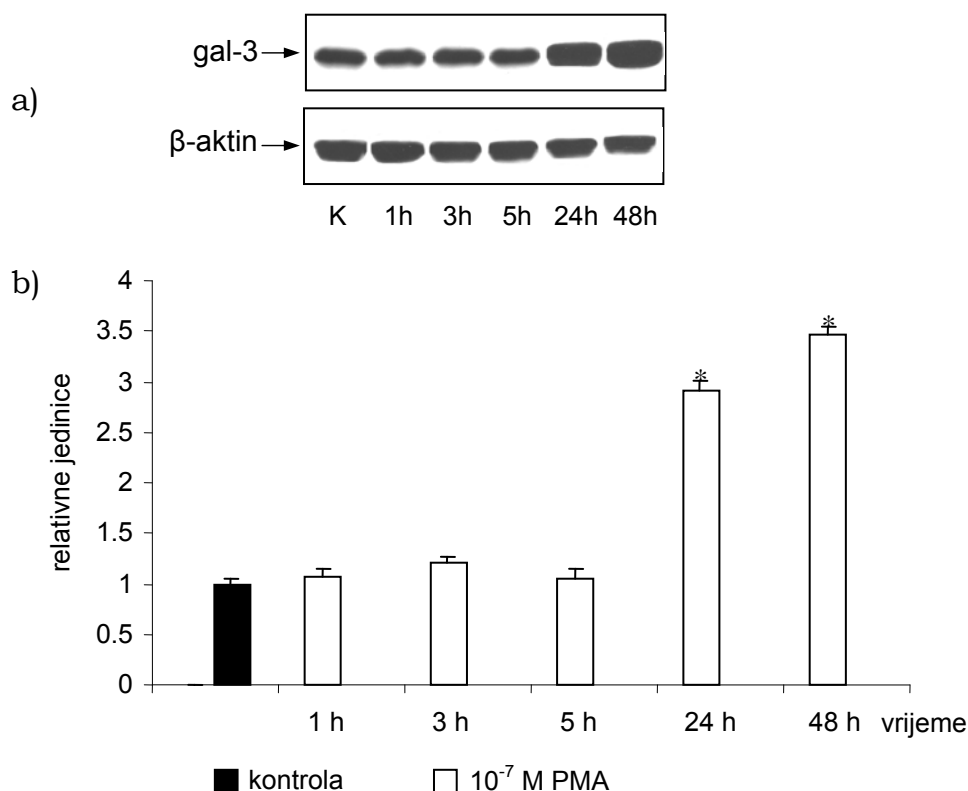 a)
gal-3
β-aktin
K 1h 3h 5h 24h 48h
b)
relativne jedinice
4
3.5
3
2.5
2
1.5
1
0.5
0
*
*
1 h 3 h 5 h 24 h 48 h vrijeme
kontrola 10⁻⁷ M PMA